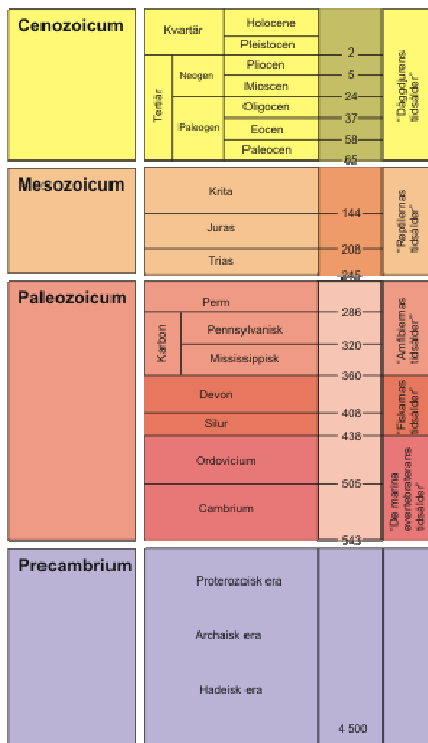 Cenozoicum
Kvartär
Holocene
Pleistocen
2
Tertiär
Neogen
Pliocen
5
Mioscen
24
Paleogen
Oligocen
37
Eocen
58
Paleocen
65
"Däggdjurens
tidsålder"
Mesozoicum
Krita
144
Juras
208
Trias
245
"Reptilernas
tidsålder"
Paleozoicum
Perm
286
Karbon
Pennsylvanisk
320
Mississippisk
360
"Amfibiernas
tidsålder"
Devon
408
Silur
438
"Fiskarnas
tidsålder"
Ordovicium
505
Cambrium
543
"De marina
evertebraterans
tidsålder"
Precambrium
Proterozoisk era
Archaisk era
Hadeisk era
4 500